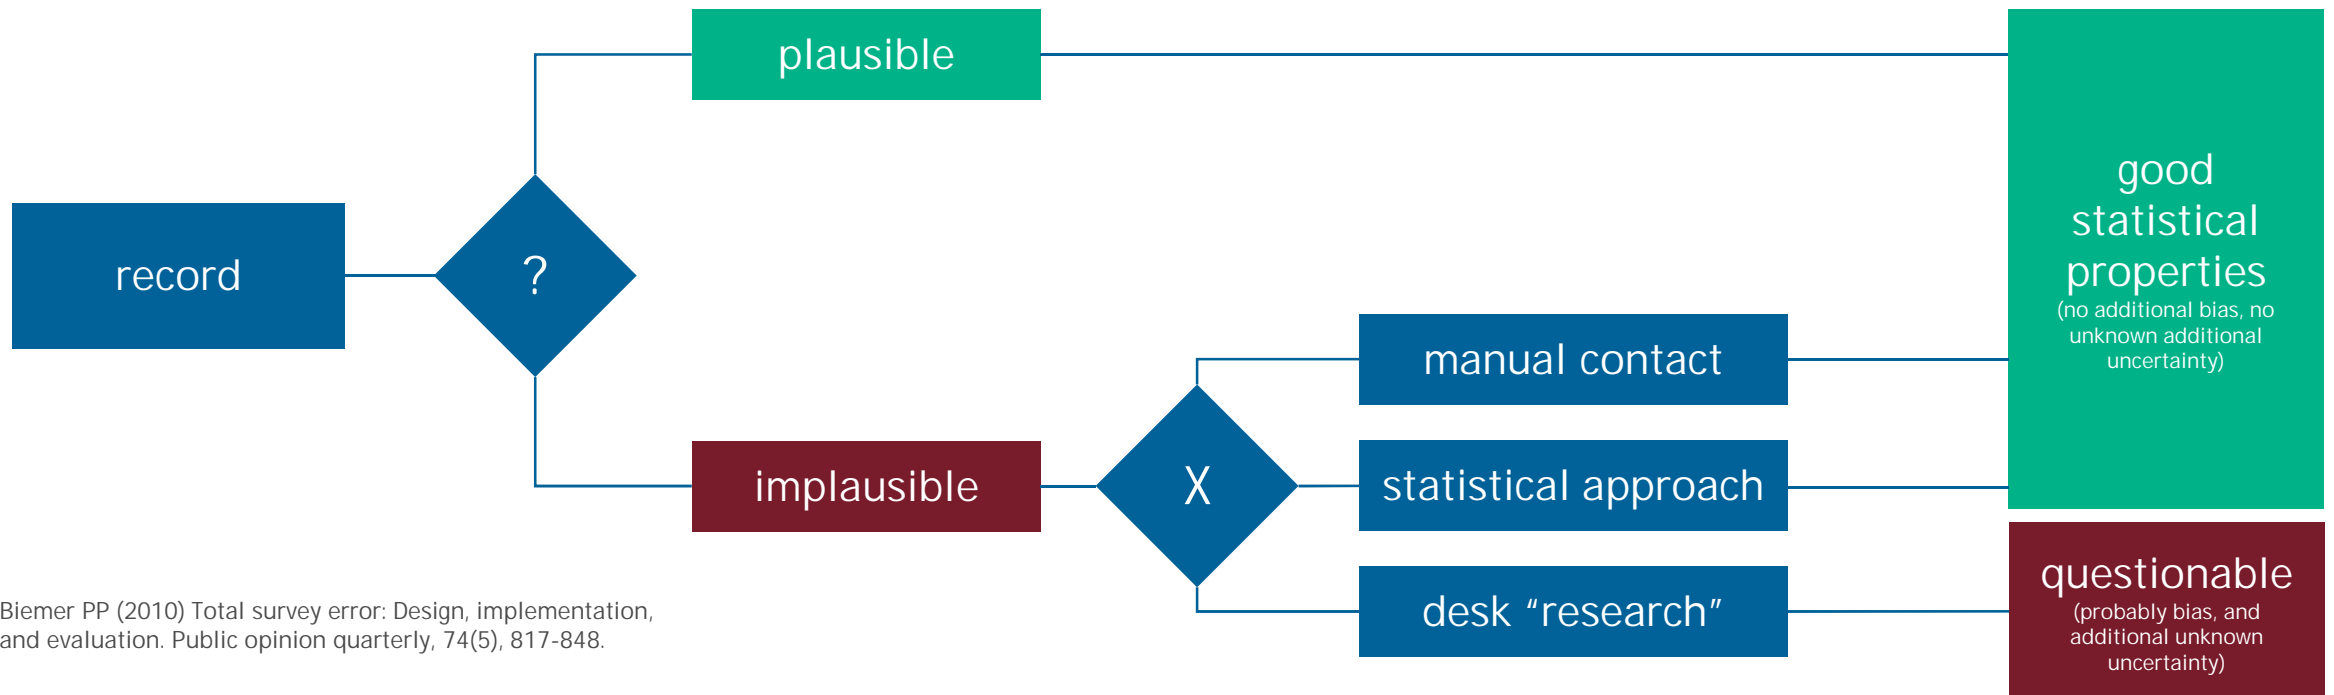 plausible
record
?
good
statistical
properties
(no additional bias, no
unknown additional
uncertainty)
manual contact
implausible
X
statistical approach
desk “research”
questionable
(probably bias, and
additional unknown
uncertainty)
Biemer PP (2010) Total survey error: Design, implementation,
and evaluation. Public opinion quarterly, 74(5), 817-848.